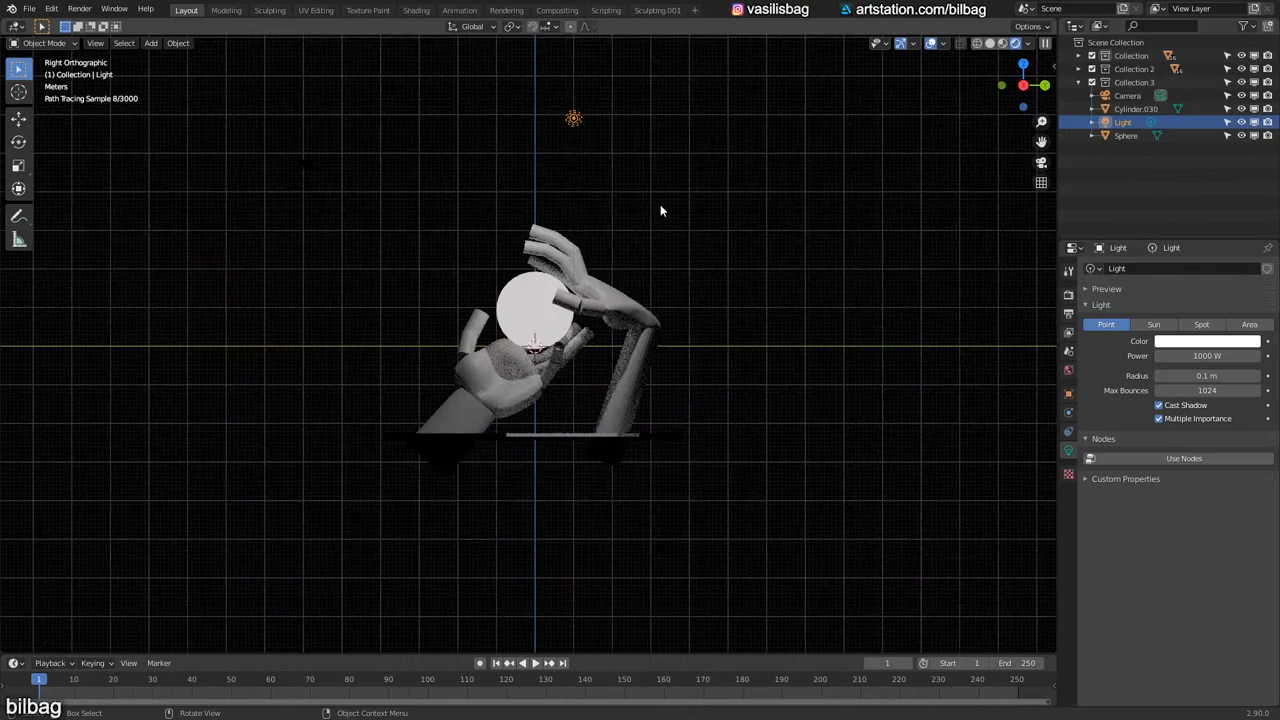 File Edit Render Window Help Layout Modeling Sculpting UV Editing Texture Paint Shading Animation Rendering Compositing Scripting Sculpting.001 vasilisbag artstation.com/bilbag Scene View Layer
Global Options
Object Mode View Select Add Object
Right Orthographic
(1) Collection | Light
Meters
Path Tracing Sample 8/3000
Z
Y
Scene Collection
Collection
Collection 2
Collection 3
Camera
Cylinder.030
Light
Sphere
Light Light
Light
Preview
Light
Point Sun Spot Area
Color
Power 1000 W
Radius 0.1 m
Max Bounces 1024
Cast Shadow
Multiple Importance
Nodes
Use Nodes
Custom Properties
Playback Keying View Marker 1 Start 1 End 250
1 10 20 30 40 50 60 70 80 90 100 110 120 130 140 150 160 170 180 190 200 210 220 230 240 250
bilbag
Box Select Rotate View Object Context Menu 2.90.0